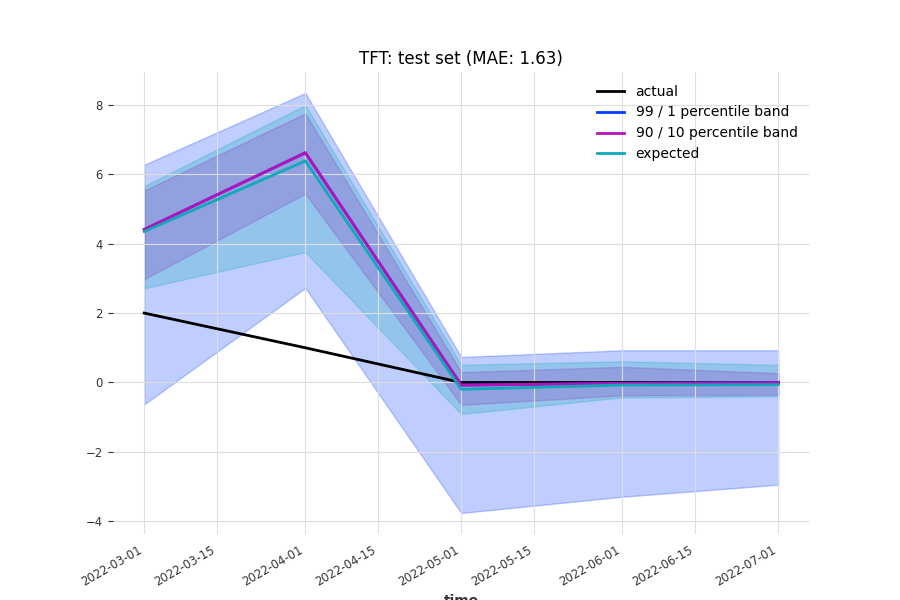 TFT: test set (MAE: 1.63)
actual
99 / 1 percentile band
90 / 10 percentile band
expected
8
6
4
2
0
−2
−4
2022-03-01
2022-03-15
2022-04-01
2022-04-15
2022-05-01
2022-05-15
2022-06-01
2022-06-15
2022-07-01
time